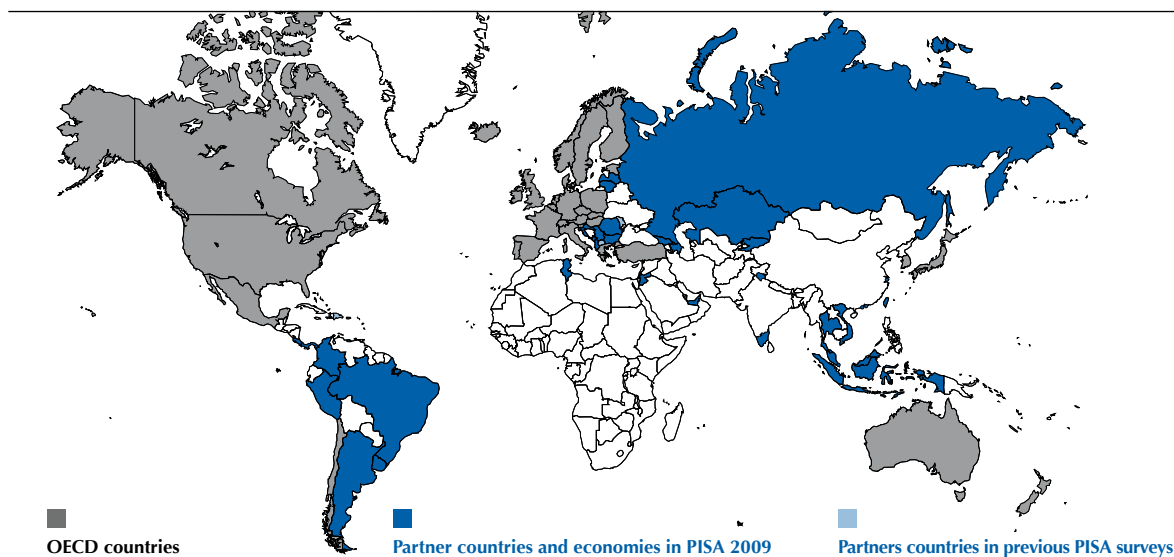 OECD countries
Partner countries and economies in PISA 2009
Partners countries in previous PISA surveys